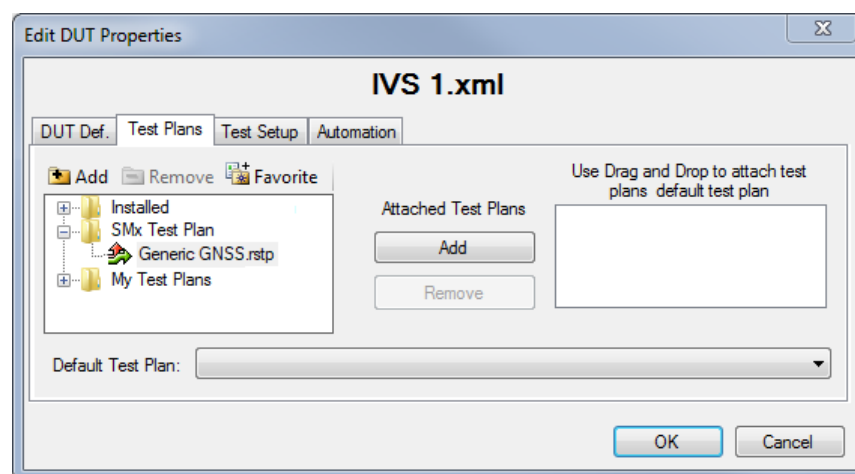 Edit DUT Properties
IVS 1.xml
DUT Def. Test Plans Test Setup Automation
Add Remove Favorite
Installed
SMx Test Plan
Generic GNSS.rstp
My Test Plans
Attached Test Plans
Add
Remove
Use Drag and Drop to attach test
plans default test plan
Default Test Plan:
OK Cancel